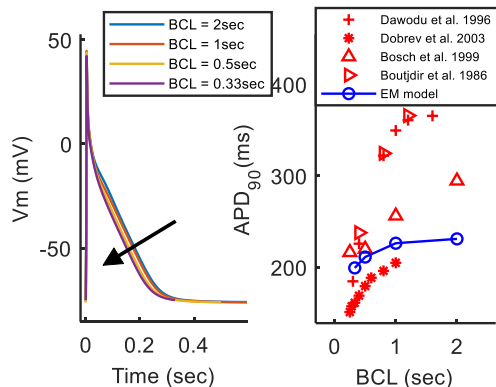 BCL = 2sec
BCL = 1sec
BCL = 0.5sec
BCL = 0.33sec
50
0
-50
Vm (mV)
0
0.2
0.4
Time (sec)
Dawodu et al. 1996
Dobrev et al. 2003
Bosch et al. 1999
Boutjdir et al. 1986
EM model
400
300
200
APD90(ms)
0
1
2
BCL (sec)